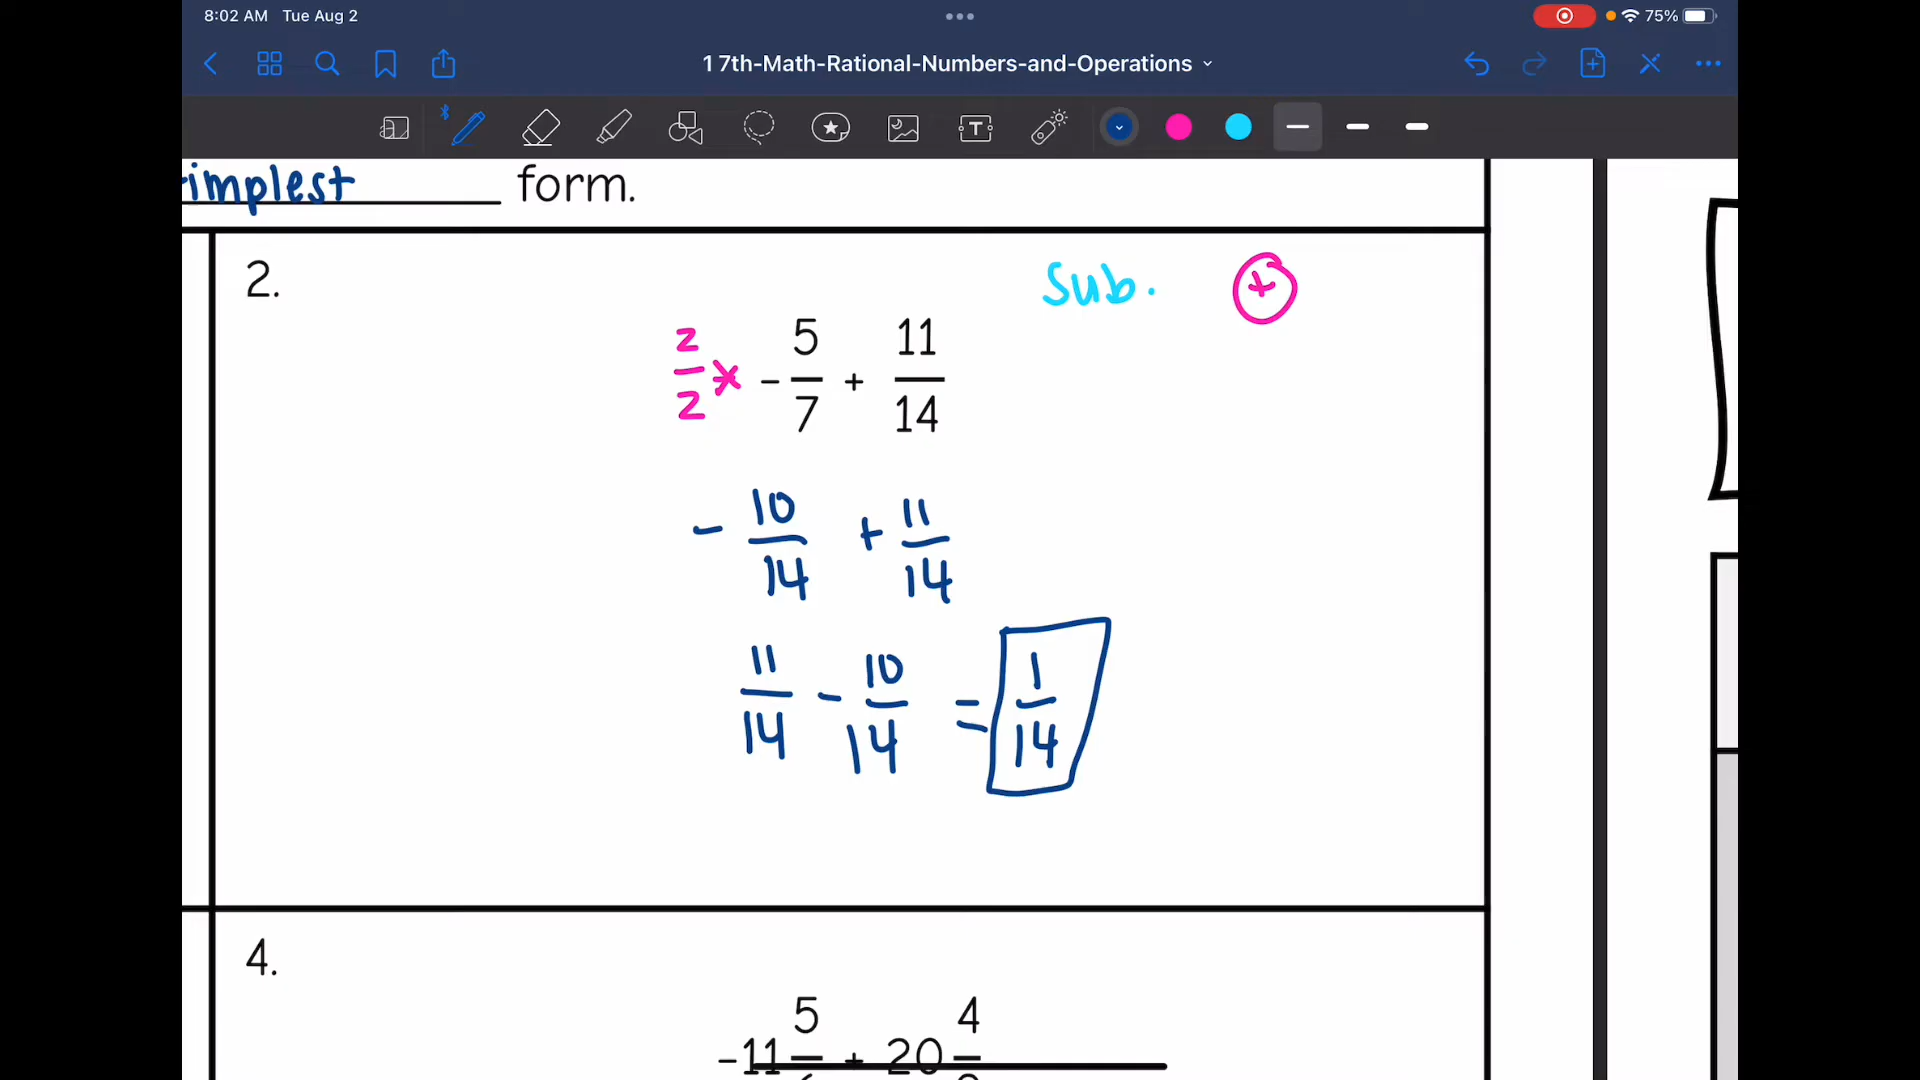 8:02 AM Tue Aug 2
75%
1 7th-Math-Rational-Numbers-and-Operations
implest form.
2.
Sub. +
2/2 × - 5/7 + 11/14
- 10/14 + 11/14
11/14 - 10/14 = 1/14
4.
-11 5/ + 20 4/